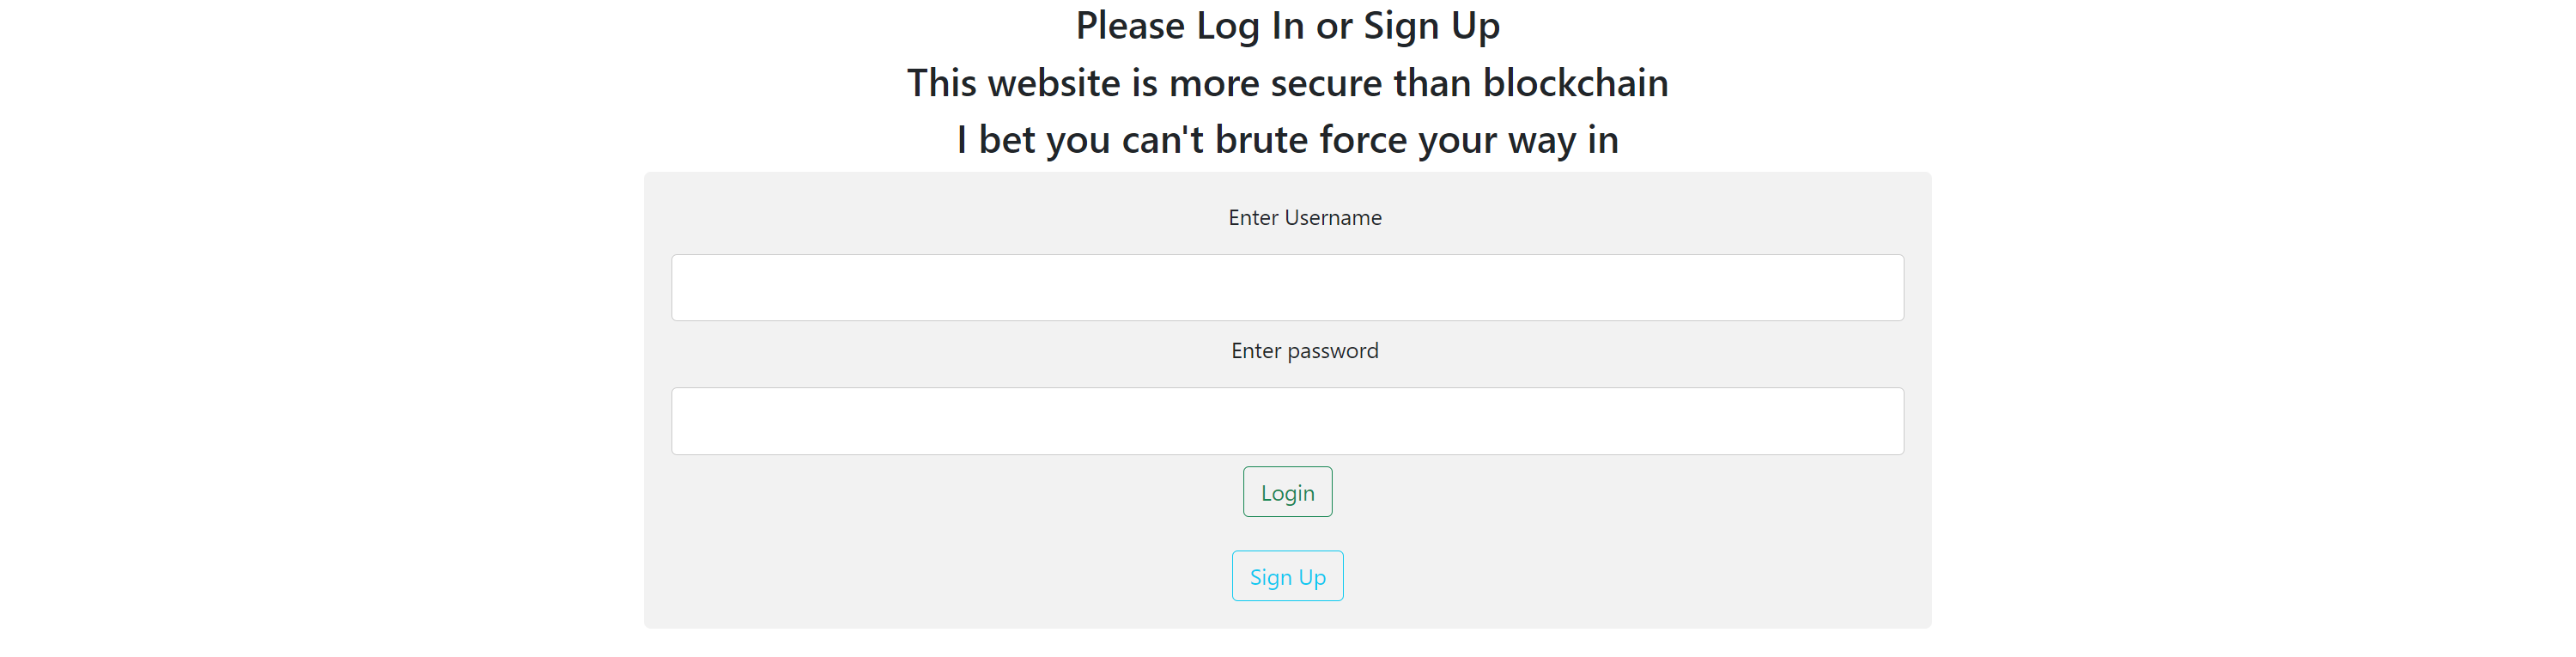 Please Log In or Sign Up
This website is more secure than blockchain
I bet you can't brute force your way in
Enter Username
Enter password
Login
Sign Up